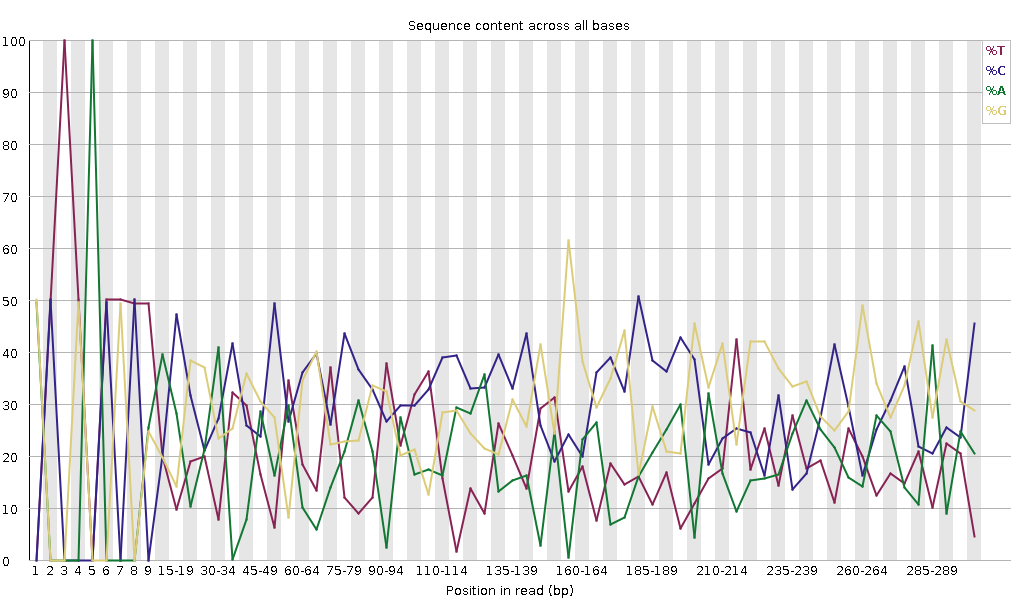 Sequence content across all bases
%T
%C
%A
%G
100
90
80
70
60
50
40
30
20
10
0
1 2 3 4 5 6 7 8 9 15-19 30-34 45-49 60-64 75-79 90-94 110-114 135-139 160-164 185-189 210-214 235-239 260-264 285-289
Position in read (bp)